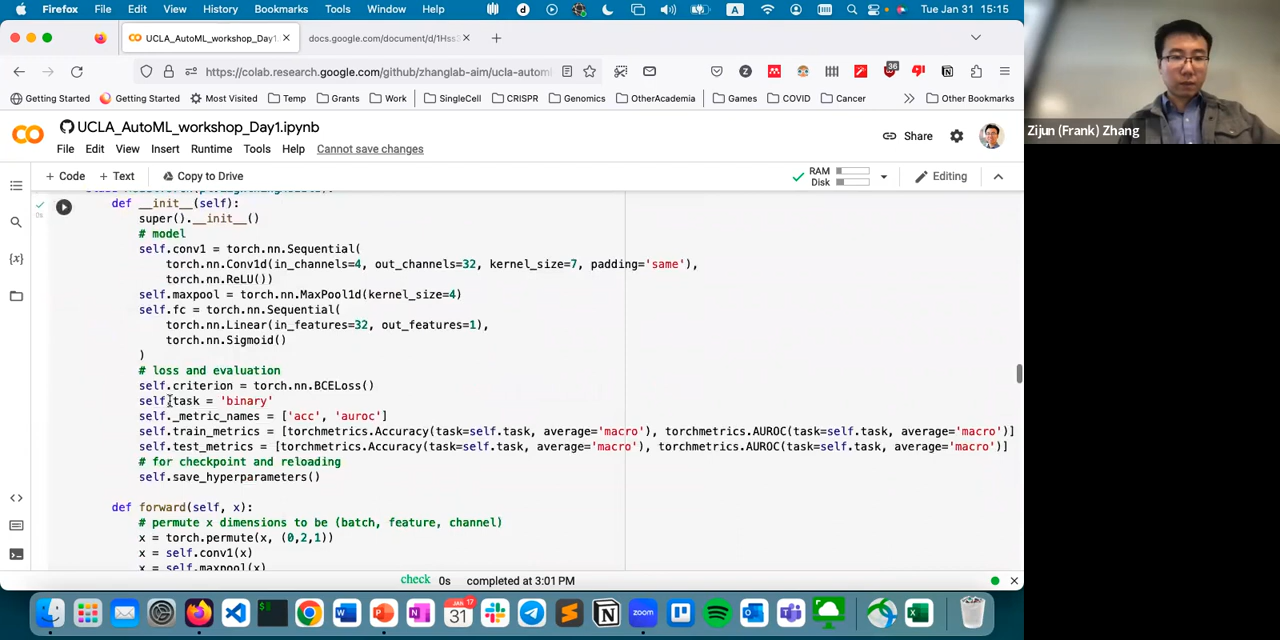 Firefox File Edit View History Bookmarks Tools Window Help Tue Jan 31 15:15
UCLA_AutoML_workshop_Day1. docs.google.com/document/d/1Hss
https://colab.research.google.com/github/zhanglab-aim/ucla-automl 36
Getting Started Getting Started Most Visited Temp Grants Work SingleCell CRISPR Genomics OtherAcademia Games COVID Cancer Other Bookmarks
Zijun (Frank) Zhang
UCLA_AutoML_workshop_Day1.ipynb
Share
File Edit View Insert Runtime Tools Help Cannot save changes
+ Code + Text Copy to Drive RAM Disk Editing
def __init__(self):
super().__init__()
# model
self.conv1 = torch.nn.Sequential(
torch.nn.Conv1d(in_channels=4, out_channels=32, kernel_size=7, padding='same'),
torch.nn.ReLU())
self.maxpool = torch.nn.MaxPool1d(kernel_size=4)
self.fc = torch.nn.Sequential(
torch.nn.Linear(in_features=32, out_features=1),
torch.nn.Sigmoid()
)
# loss and evaluation
self.criterion = torch.nn.BCELoss()
self.task = 'binary'
self._metric_names = ['acc', 'auroc']
self.train_metrics = [torchmetrics.Accuracy(task=self.task, average='macro'), torchmetrics.AUROC(task=self.task, average='macro')]
self.test_metrics = [torchmetrics.Accuracy(task=self.task, average='macro'), torchmetrics.AUROC(task=self.task, average='macro')]
# for checkpoint and reloading
self.save_hyperparameters()
def forward(self, x):
# permute x dimensions to be (batch, feature, channel)
x = torch.permute(x, (0,2,1))
x = self.conv1(x)
x = self.maxpool(x)
check 0s completed at 3:01 PM